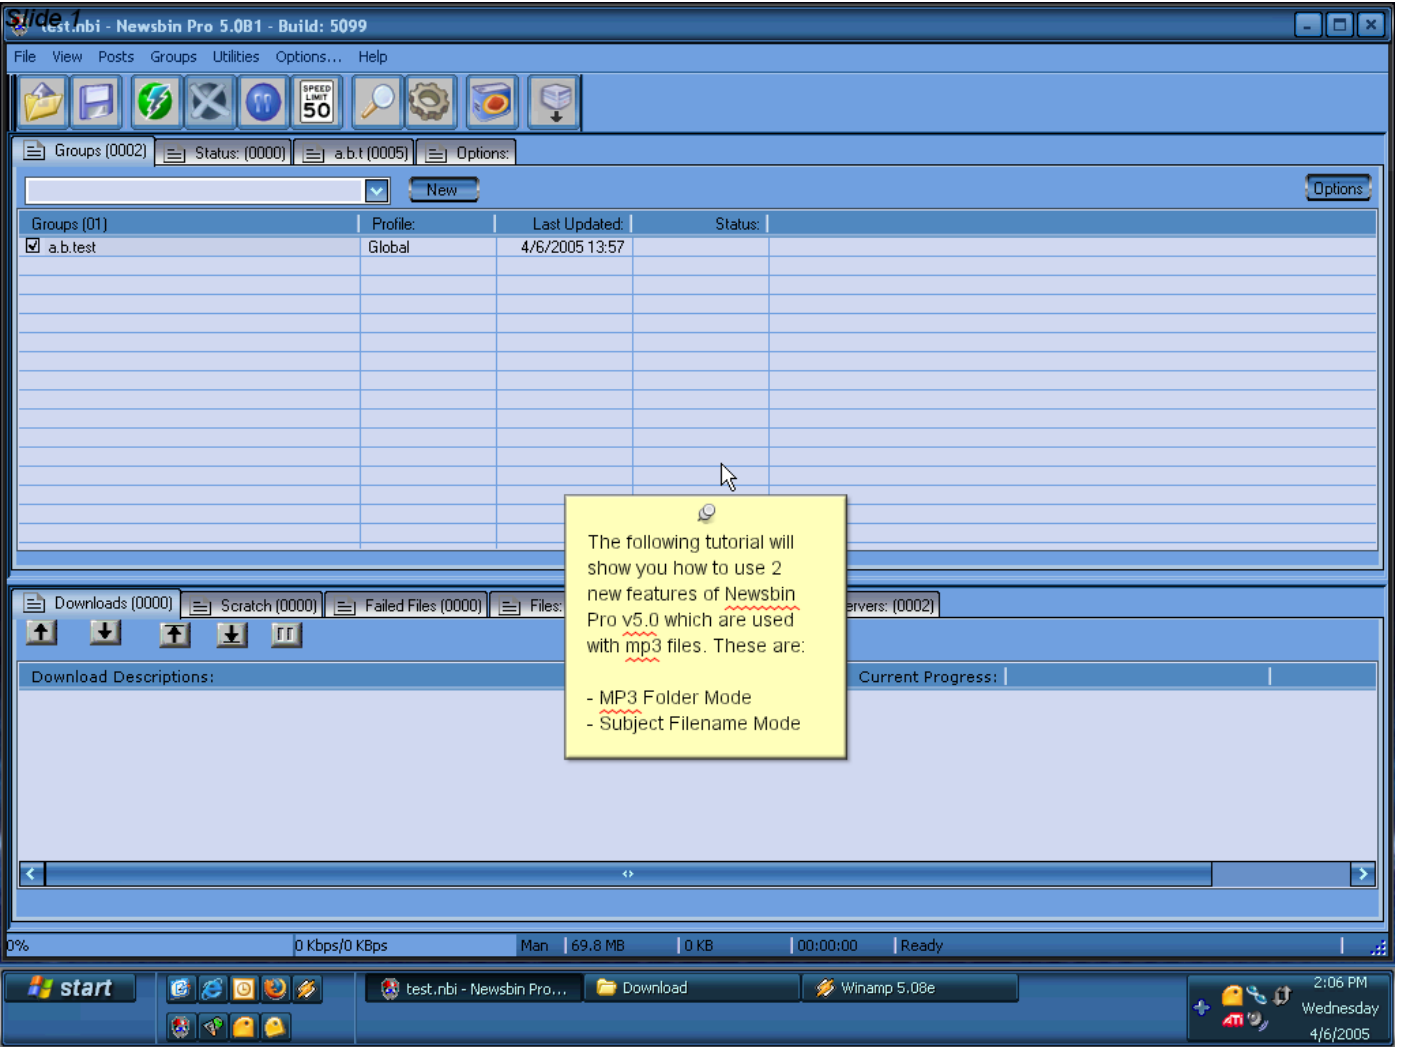 Slide 1
test.nbi - Newsbin Pro 5.0B1 - Build: 5099
File View Posts Groups Utilities Options... Help
SPEED LIMIT 50
Groups (0002) Status: (0000) a.b.t (0005) Options:
New Options
Groups (01) Profile: Last Updated: Status:
a.b.test Global 4/6/2005 13:57
The following tutorial will
show you how to use 2
new features of Newsbin
Pro v5.0 which are used
with mp3 files. These are:
- MP3 Folder Mode
- Subject Filename Mode
Downloads (0000) Scratch (0000) Failed Files (0000) Files: ervers: (0002)
Download Descriptions: Current Progress:
0% 0 Kbps/0 KBps Man 69.8 MB 0 KB 00:00:00 Ready
start test.nbi - Newsbin Pro... Download Winamp 5.08e 2:06 PM
Wednesday
ATI
4/6/2005